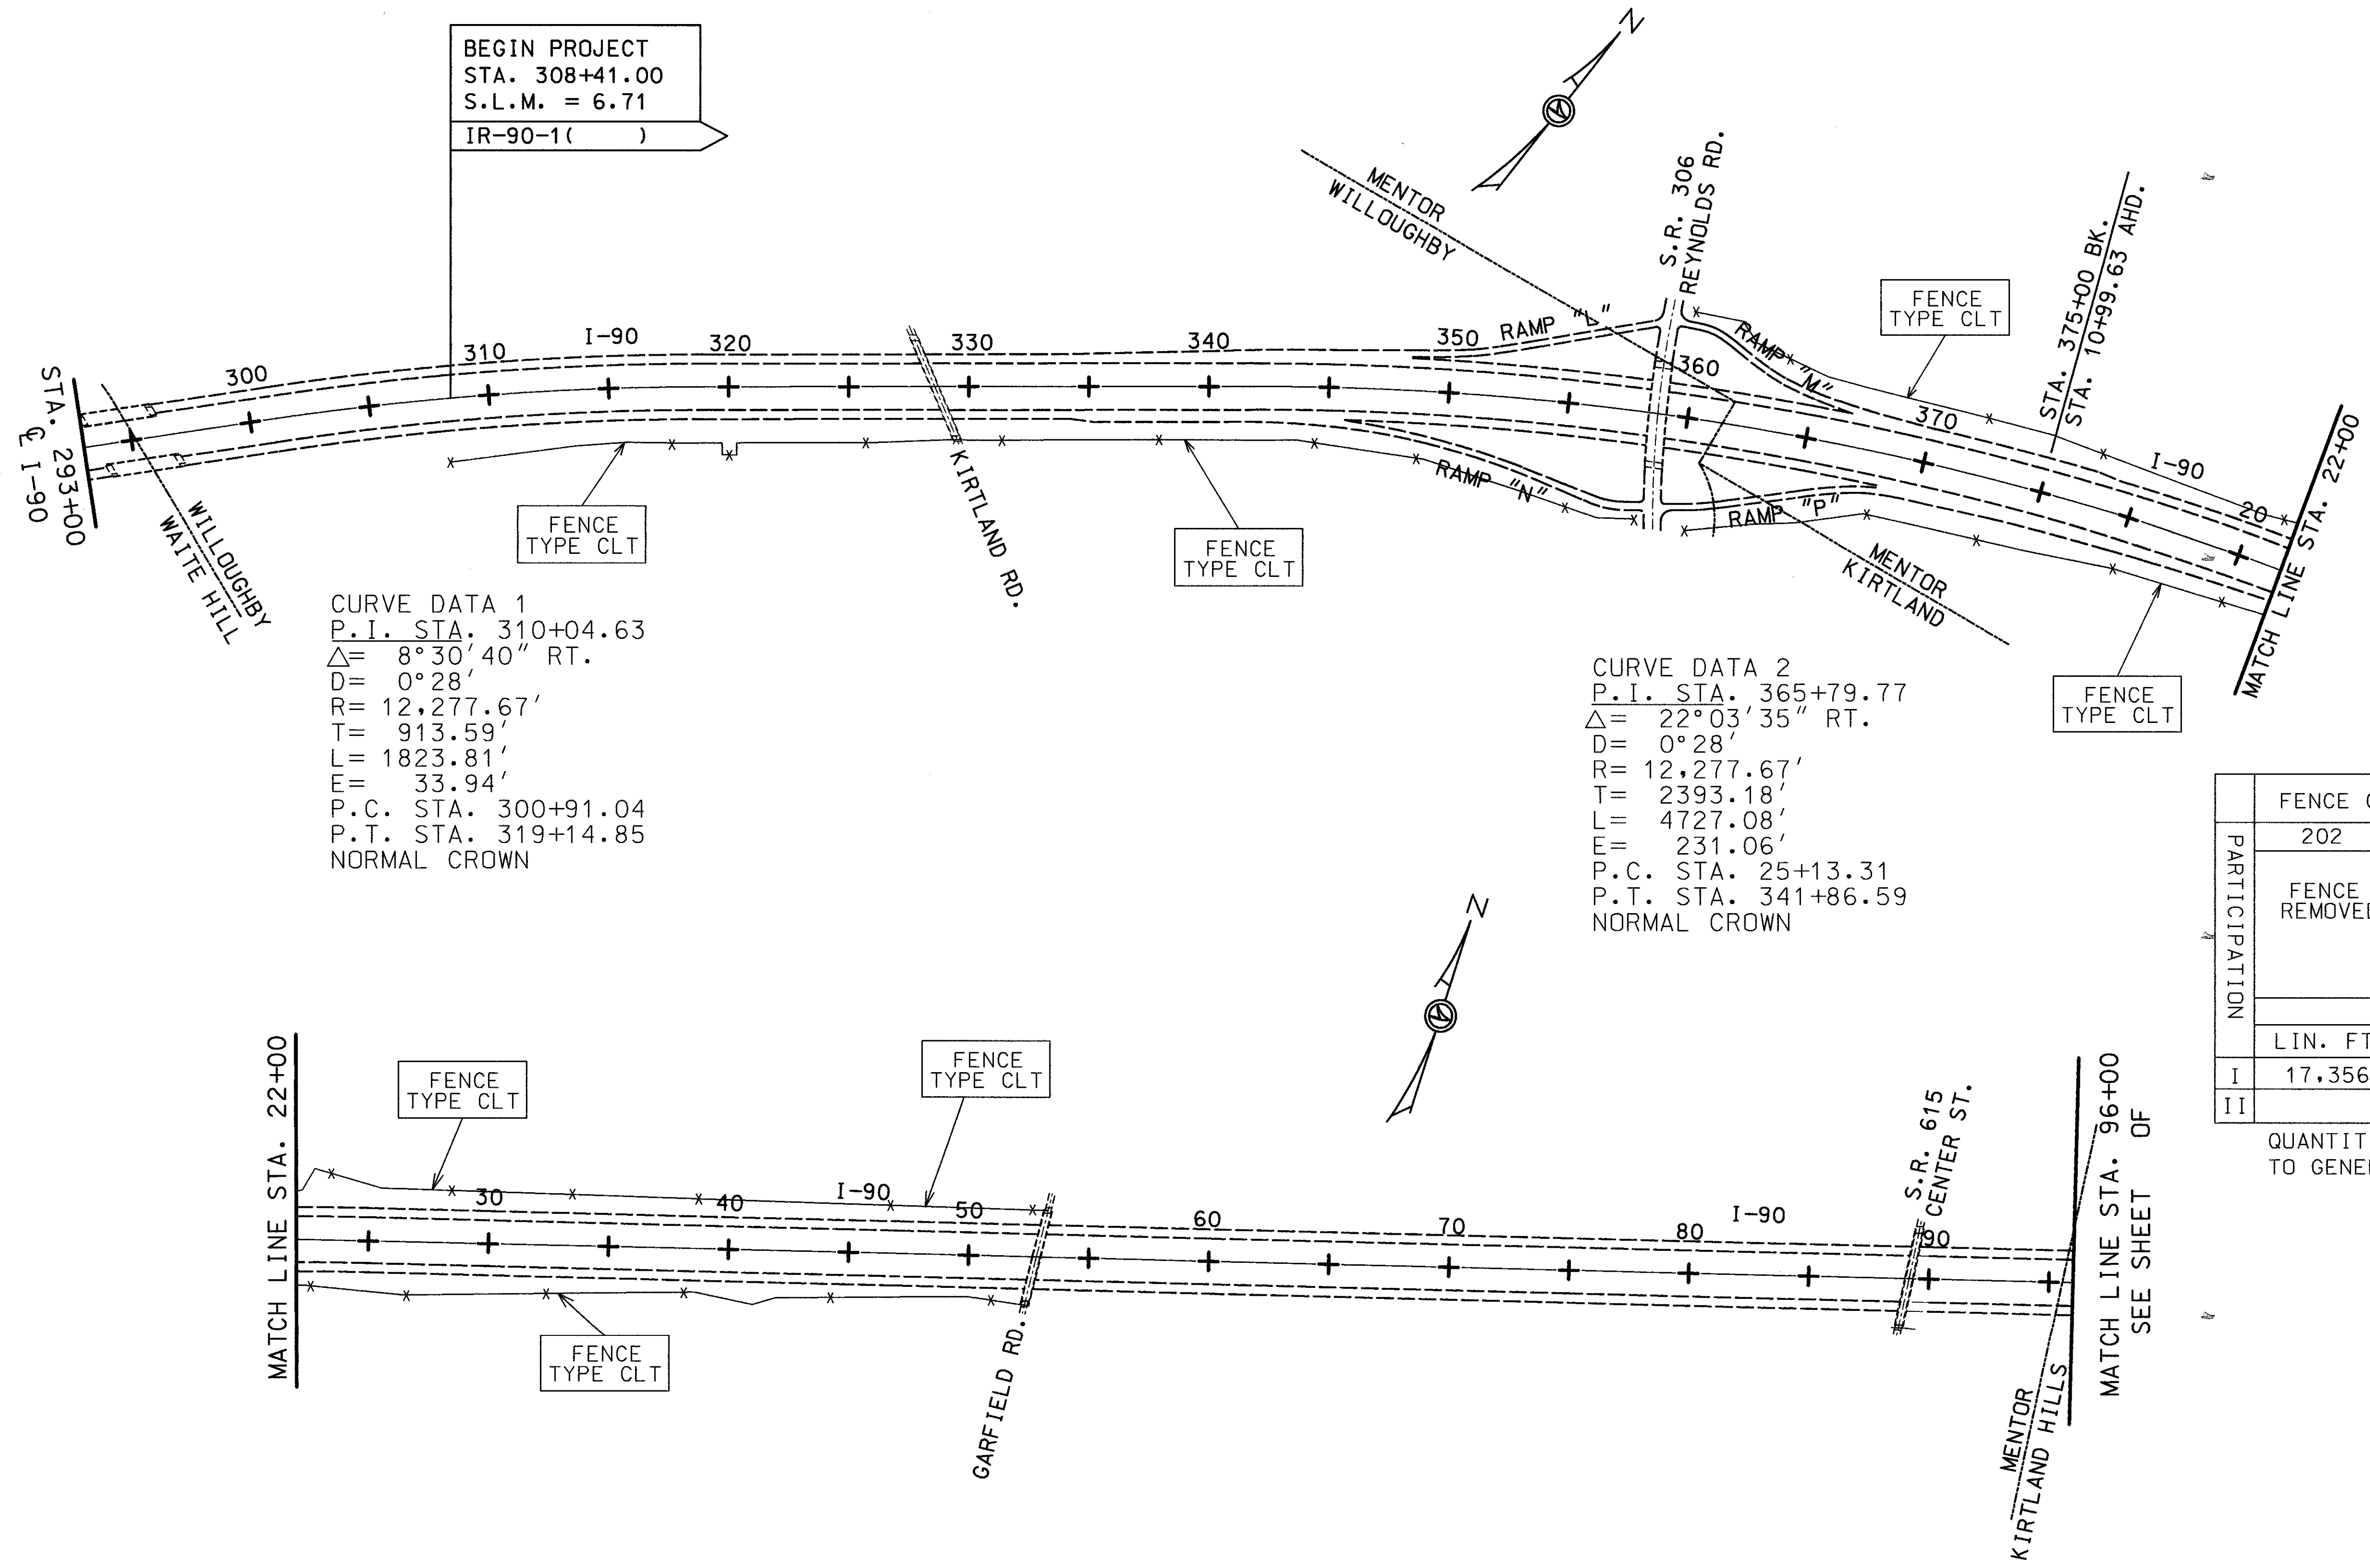 BEGIN PROJECT
STA. 308+41.00
S.L.M. = 6.71
IR-90-1( )
N
MENTOR
WILLOUGHBY
S.R. 306
REYNOLDS RD.
STA. 375+00 BK.
STA. 10+99.63 AHD.
FENCE
TYPE CLT
STA. 293+00
℄ I-90
300
310
I-90
320
330
340
350
RAMP "L"
360
RAMP "M"
370
I-90
20
MATCH LINE STA. 22+00
WILLOUGHBY
WAITE HILL
FENCE
TYPE CLT
KIRTLAND RD.
FENCE
TYPE CLT
RAMP "N"
RAMP "P"
MENTOR
KIRTLAND
FENCE
TYPE CLT
CURVE DATA 1
P.I. STA. 310+04.63
△= 8°30'40" RT.
D= 0°28'
R= 12,277.67'
T= 913.59'
L= 1823.81'
E= 33.94'
P.C. STA. 300+91.04
P.T. STA. 319+14.85
NORMAL CROWN
CURVE DATA 2
P.I. STA. 365+79.77
△= 22°03'35" RT.
D= 0°28'
R= 12,277.67'
T= 2393.18'
L= 4727.08'
E= 231.06'
P.C. STA. 25+13.31
P.T. STA. 341+86.59
NORMAL CROWN
PARTICIPATION
FENCE
202
FENCE
LIN. FT
I 17,356
II
TO
N
MATCH LINE STA. 22+00
FENCE
TYPE CLT
FENCE
TYPE CLT
30
40
I-90
50
60
70
80
I-90
90
FENCE
TYPE CLT
GARFIELD RD.
S.R. 615
CENTER ST.
MENTOR
KIRTLAND HILLS
MATCH LINE STA. 96+00
SEE SHEET OF